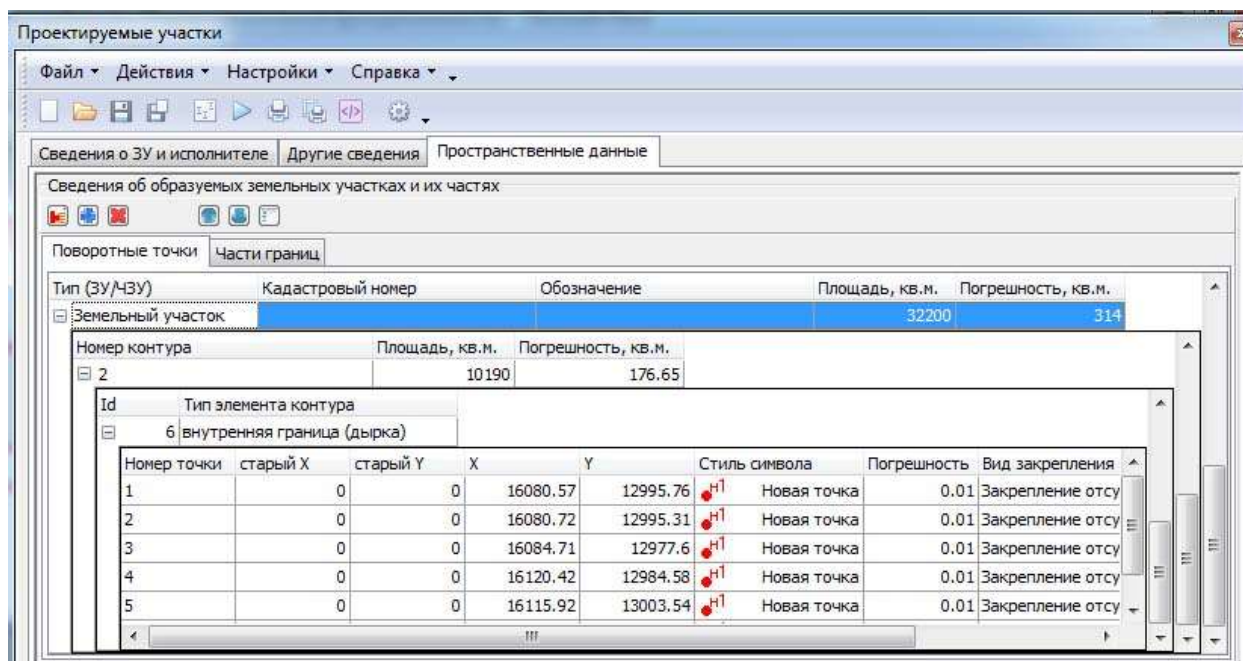 Проектируемые участки
Файл Действия Настройки Справка
Сведения о ЗУ и исполнителе Другие сведения Пространственные данные
Сведения об образуемых земельных участках и их частях
Поворотные точки Части границ
Тип (ЗУ/ЧЗУ) Кадастровый номер Обозначение Площадь, кв.м. Погрешность, кв.м.
Земельный участок 32200 314
Номер контура Площадь, кв.м. Погрешность, кв.м.
2 10190 176.65
Id Тип элемента контура
6 внутренняя граница (дырка)
Номер точки старый X старый Y X Y Стиль символа Погрешность Вид закрепления
1 0 0 16080.57 12995.76 н1 Новая точка 0.01 Закрепление отсу
2 0 0 16080.72 12995.31 н1 Новая точка 0.01 Закрепление отсу
3 0 0 16084.71 12977.6 н1 Новая точка 0.01 Закрепление отсу
4 0 0 16120.42 12984.58 н1 Новая точка 0.01 Закрепление отсу
5 0 0 16115.92 13003.54 н1 Новая точка 0.01 Закрепление отсу